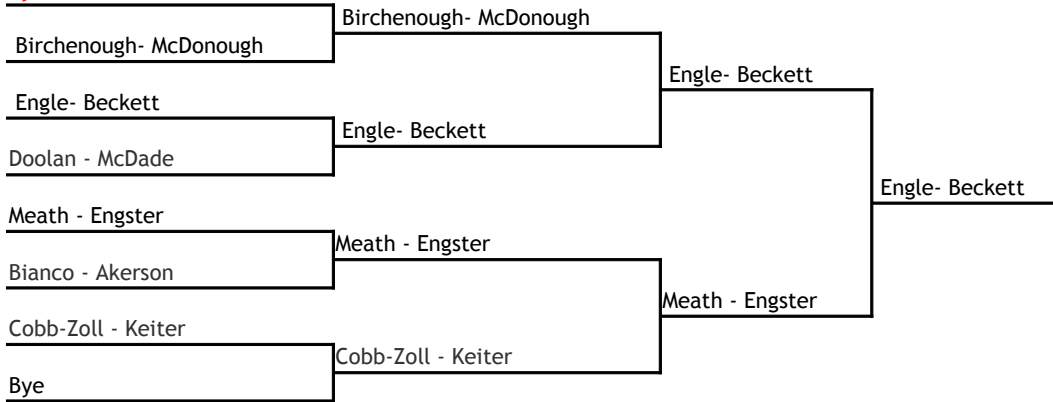 Birchenough- McDonough
Birchenough- McDonough
Engle- Beckett
Engle- Beckett
Engle- Beckett
Doolan - McDade
Engle- Beckett
Meath - Engster
Meath - Engster
Bianco - Akerson
Meath - Engster
Cobb-Zoll - Keiter
Cobb-Zoll - Keiter
Bye